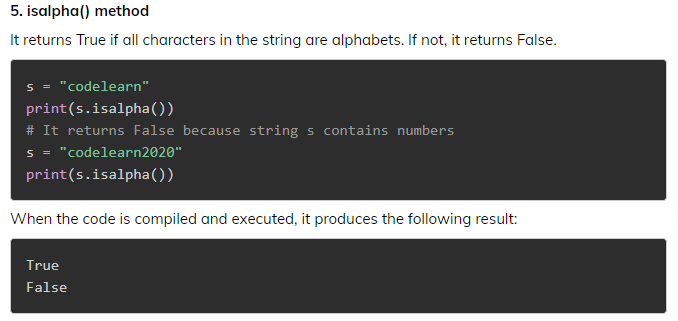 5. isalpha() method
It returns True if all characters in the string are alphabets. If not, it returns False.
s = "codelearn"
print(s.isalpha())
# It returns False because string s contains numbers
s = "codelearn2020"
print(s.isalpha())
When the code is compiled and executed, it produces the following result:
True
False